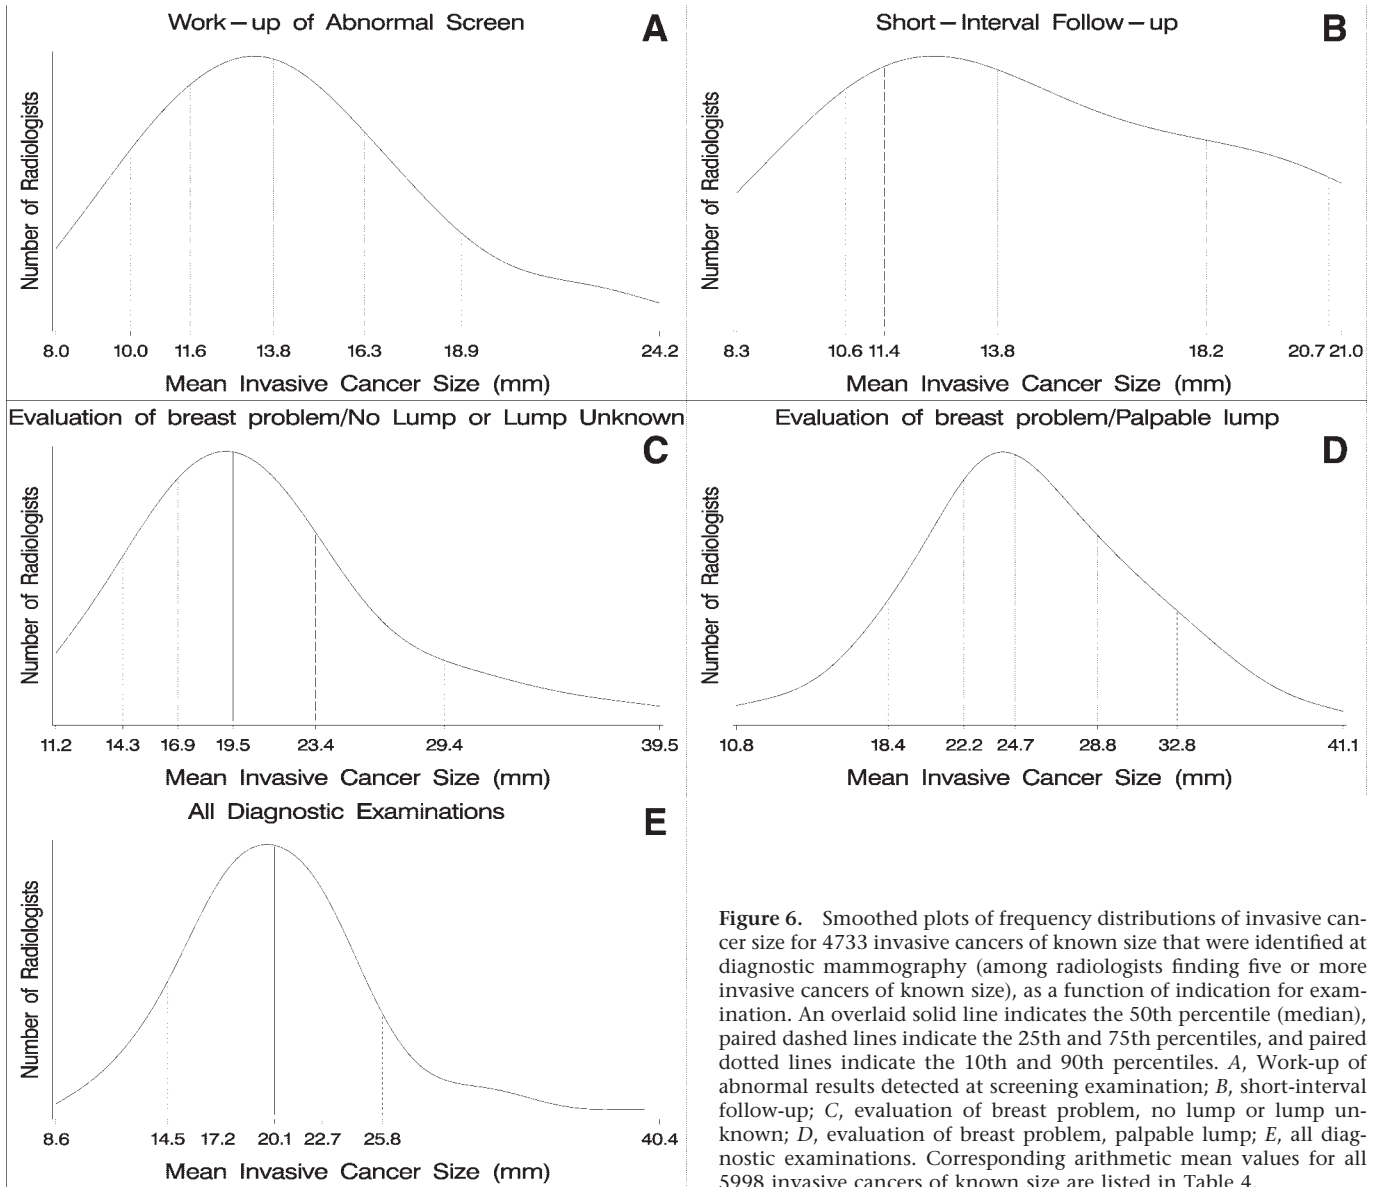 Work – up of Abnormal Screen
A
Number of Radiologists
8.0 10.0 11.6 13.8 16.3 18.9 24.2
Mean Invasive Cancer Size (mm)
Short – Interval Follow – up
B
Number of Radiologists
8.3 10.6 11.4 13.8 18.2 20.7 21.0
Mean Invasive Cancer Size (mm)
Evaluation of breast problem/No Lump or Lump Unknown
C
Number of Radiologists
11.2 14.3 16.9 19.5 23.4 29.4 39.5
Mean Invasive Cancer Size (mm)
Evaluation of breast problem/Palpable lump
D
Number of Radiologists
10.8 18.4 22.2 24.7 28.8 32.8 41.1
Mean Invasive Cancer Size (mm)
All Diagnostic Examinations
E
Number of Radiologists
8.6 14.5 17.2 20.1 22.7 25.8 40.4
Mean Invasive Cancer Size (mm)
Figure 6. Smoothed plots of frequency distributions of invasive can-
cer size for 4733 invasive cancers of known size that were identified at
diagnostic mammography (among radiologists finding five or more
invasive cancers of known size), as a function of indication for exam-
ination. An overlaid solid line indicates the 50th percentile (median),
paired dashed lines indicate the 25th and 75th percentiles, and paired
dotted lines indicate the 10th and 90th percentiles. A, Work-up of
abnormal results detected at screening examination; B, short-interval
follow-up; C, evaluation of breast problem, no lump or lump un-
known; D, evaluation of breast problem, palpable lump; E, all diag-
nostic examinations. Corresponding arithmetic mean values for all
5998 invasive cancers of known size are listed in Table 4.